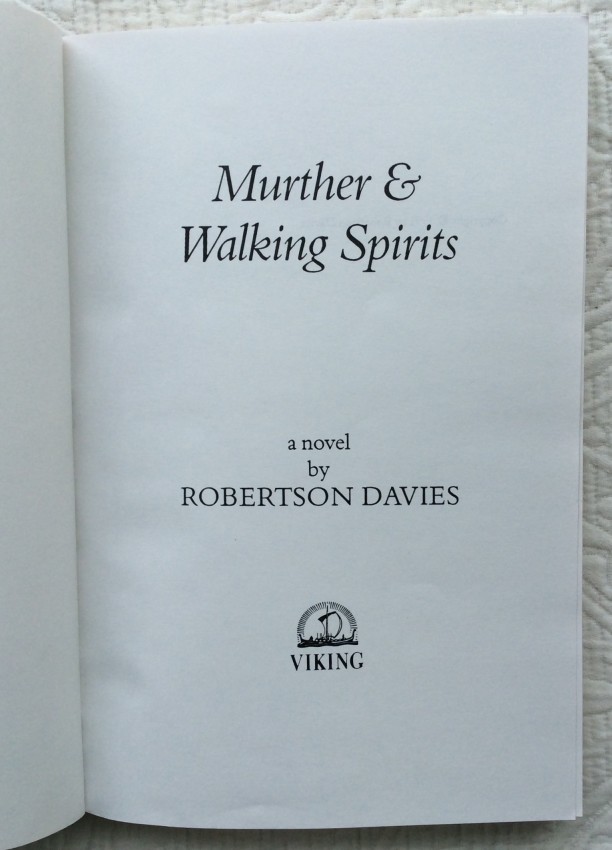 Murther &
Walking Spirits
a novel
by
ROBERTSON DAVIES
VIKING